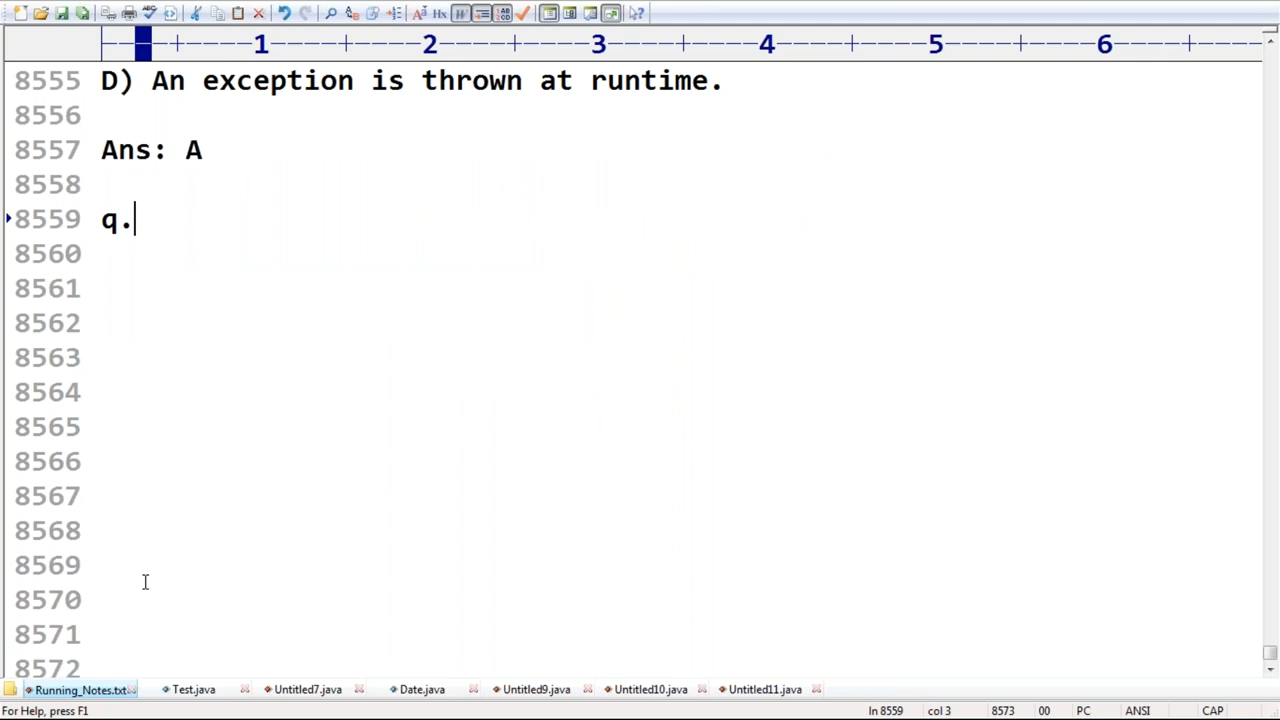 1 2 3 4 5 6
8555 D) An exception is thrown at runtime.
8556
8557 Ans: A
8558
8559 q.
8560
8561
8562
8563
8564
8565
8566
8567
8568
8569
8570
8571
8572
Running_Notes.txt Test.java Untitled7.java Date.java Untitled9.java Untitled10.java Untitled11.java
For Help, press F1 ln 8559 col 3 8573 00 PC ANSI CAP